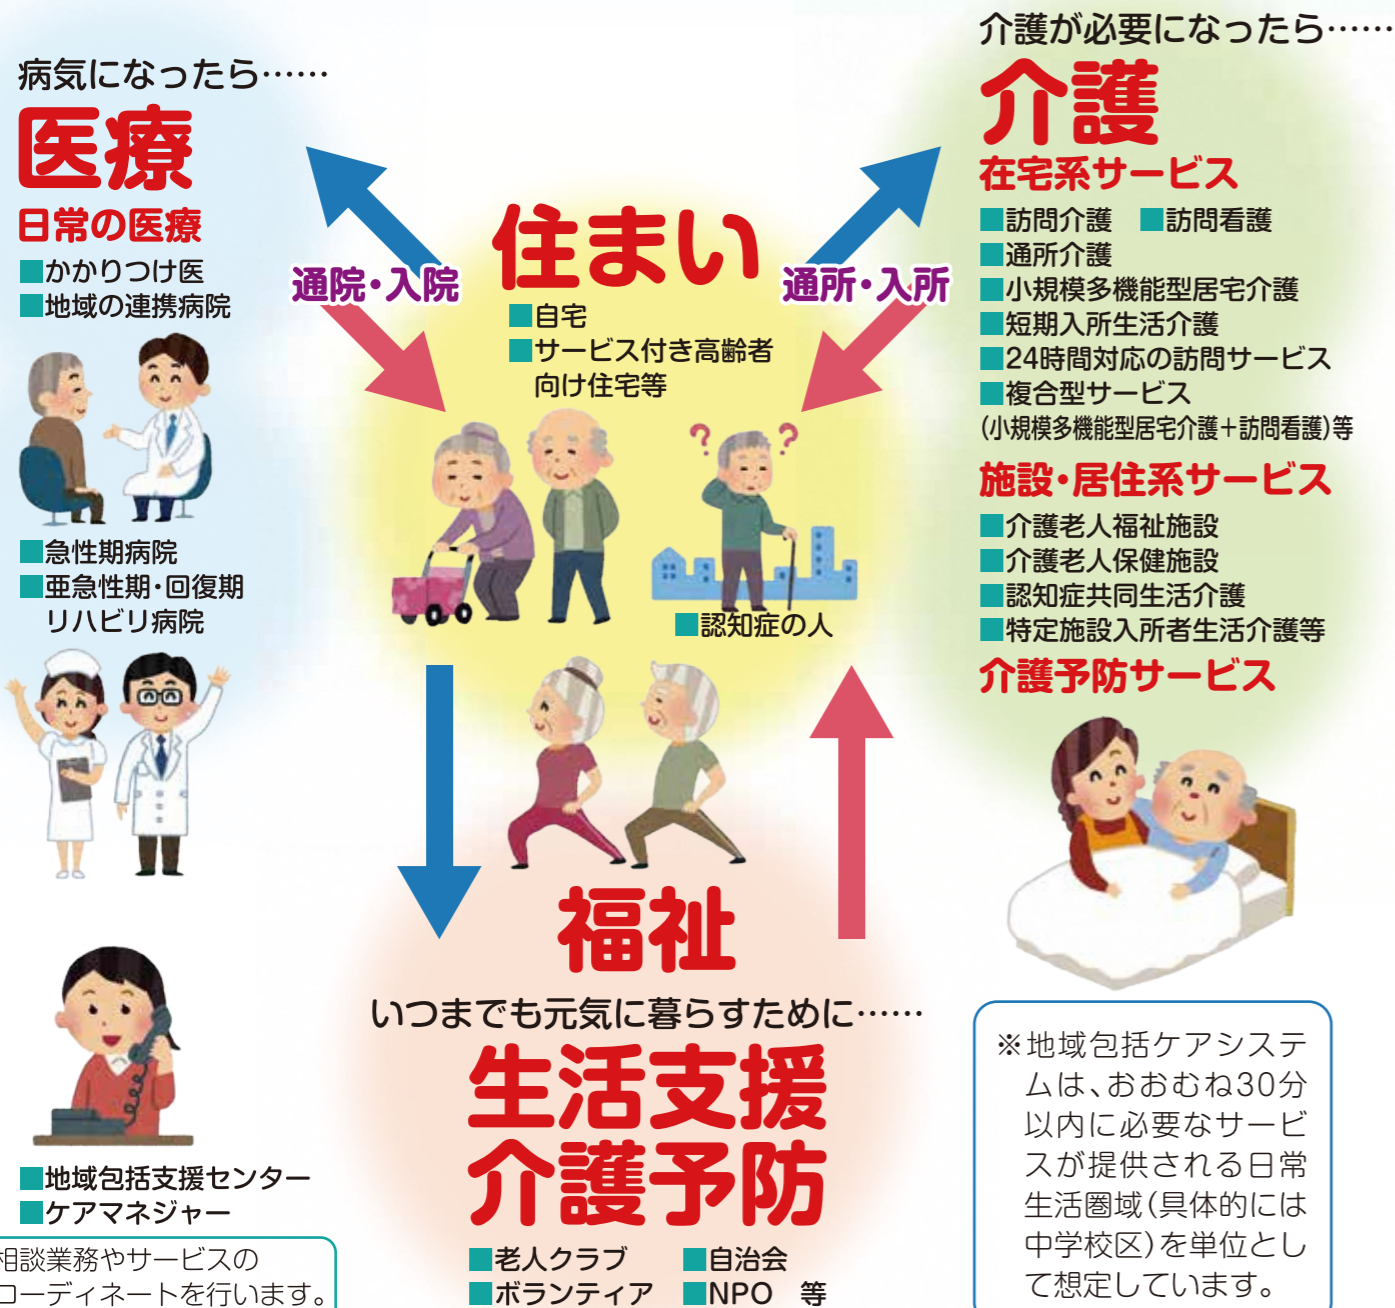 病気になったら……
医療
日常の医療
■かかりつけ医
■地域の連携病院
■急性期病院
■亜急性期・回復期
リハビリ病院
通院・入院
住まい
■自宅
■サービス付き高齢者
向け住宅等
??
■認知症の人
通所・入所
介護が必要になったら……
介護
在宅系サービス
■訪問介護 ■訪問看護
■通所介護
■小規模多機能型居宅介護
■短期入所生活介護
■24時間対応の訪問サービス
■複合型サービス
(小規模多機能型居宅介護+訪問看護)等
施設・居住系サービス
■介護老人福祉施設
■介護老人保健施設
■認知症共同生活介護
■特定施設入所者生活介護等
介護予防サービス
福祉
いつまでも元気に暮らすために……
生活支援
介護予防
■老人クラブ ■自治会
■ボランティア ■NPO 等
■地域包括支援センター
■ケアマネジャー
相談業務やサービスの
コーディネートを行います。
※地域包括ケアシステ
ムは、おおむね30分
以内に必要なサービ
スが提供される日常
生活圏域(具体的には
中学校区)を単位とし
て想定しています。